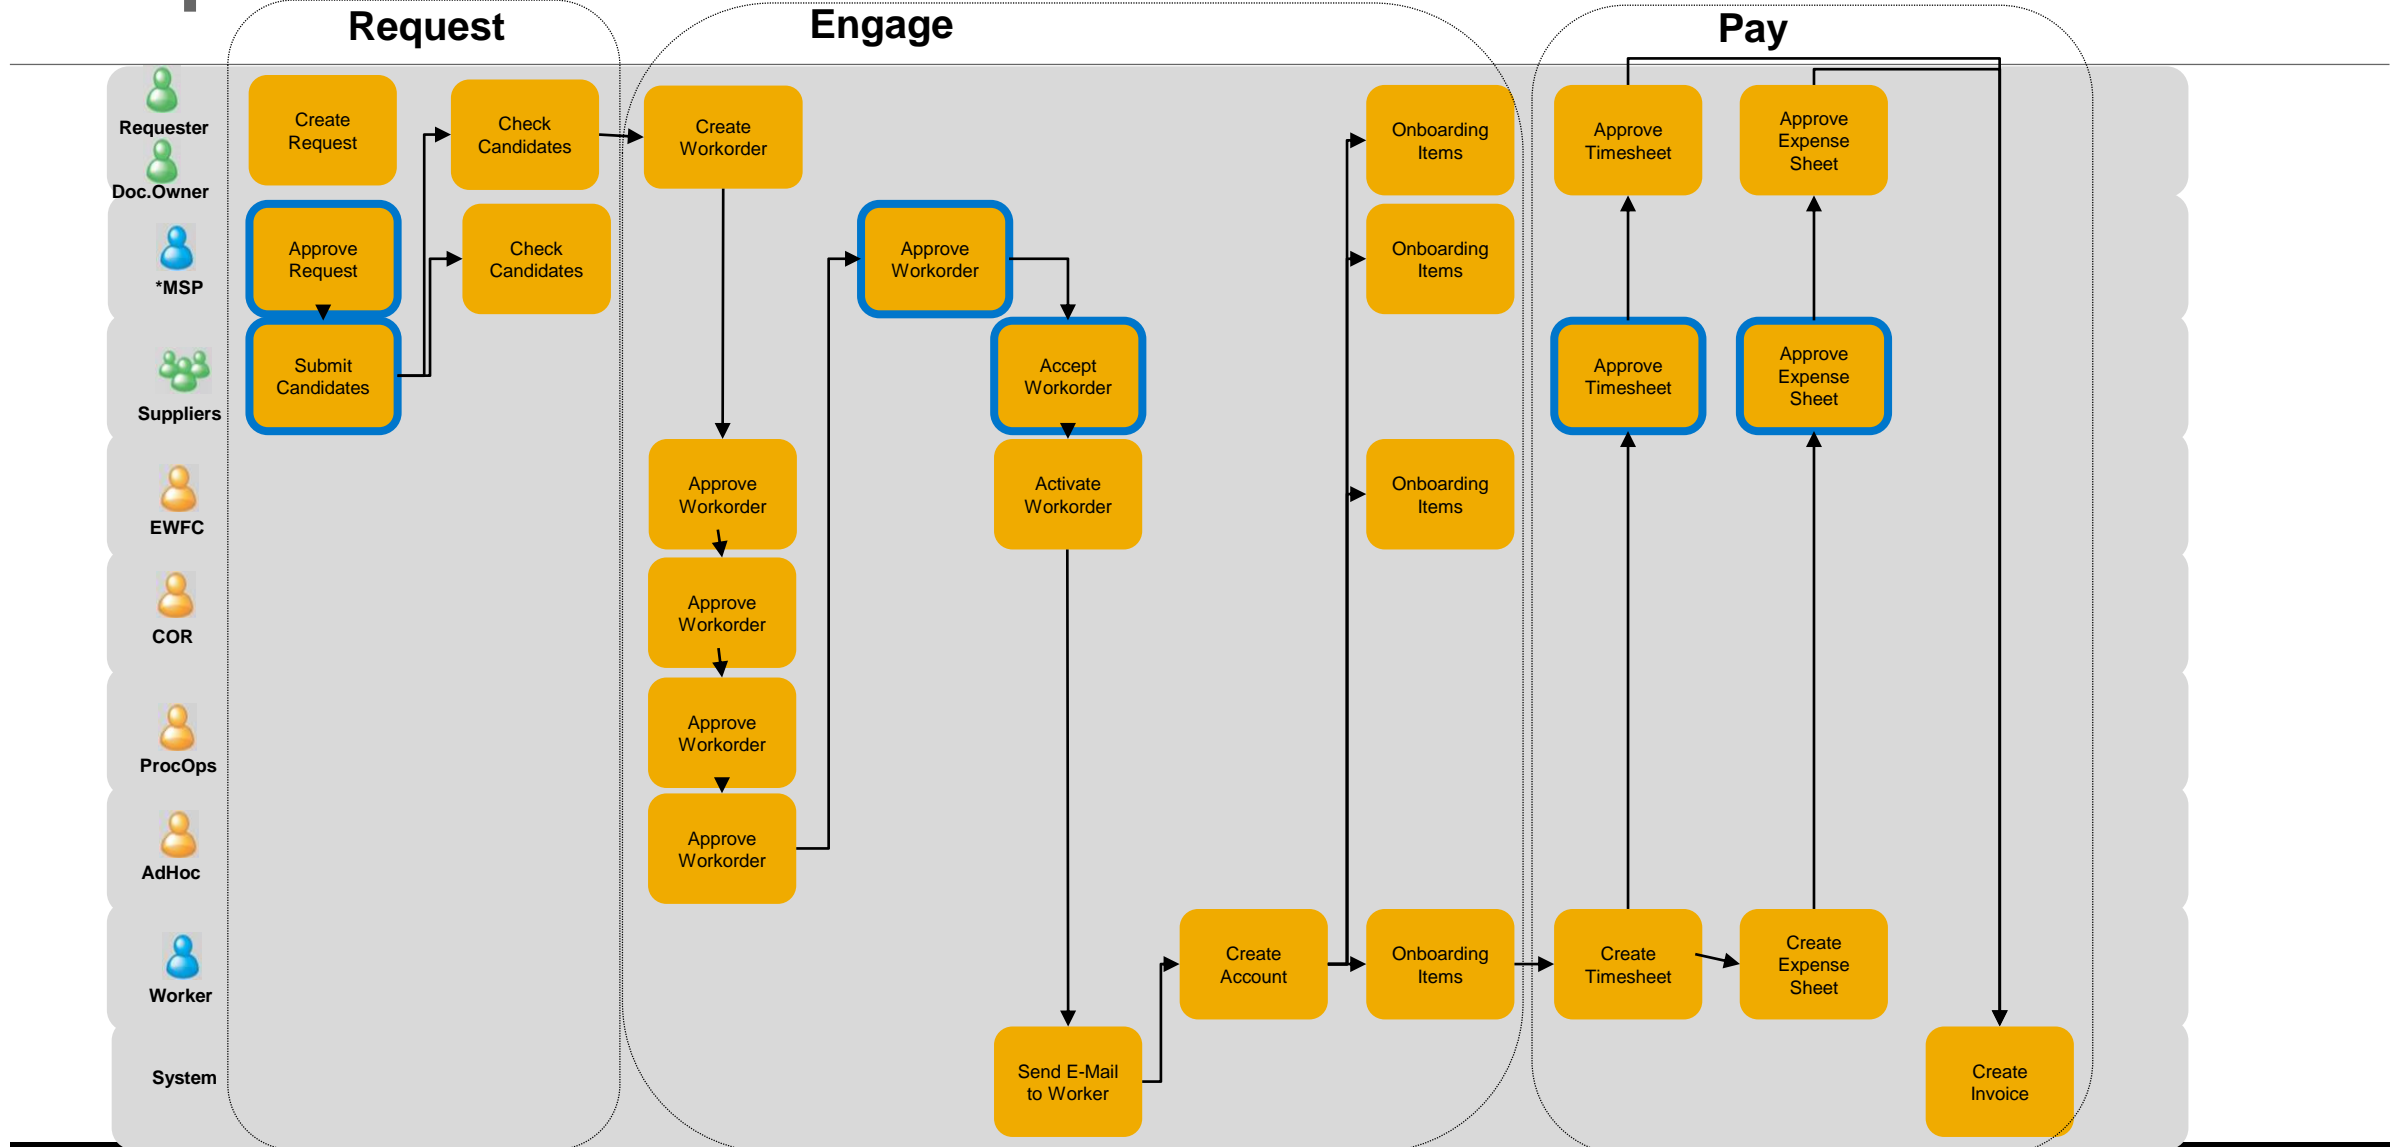 Request
Engage
Pay
Requester
Doc.Owner
Create
Request
Check
Candidates
Create
Workorder
Onboarding
Items
Approve
Timesheet
Approve
Expense
Sheet
*MSP
Approve
Request
Check
Candidates
Approve
Workorder
Onboarding
Items
Suppliers
Submit
Candidates
Accept
Workorder
Approve
Timesheet
Approve
Expense
Sheet
EWFC
Approve
Workorder
Activate
Workorder
Onboarding
Items
COR
Approve
Workorder
ProcOps
Approve
Workorder
AdHoc
Approve
Workorder
Worker
Create
Account
Onboarding
Items
Create
Timesheet
Create
Expense
Sheet
System
Send E-Mail
to Worker
Create
Invoice